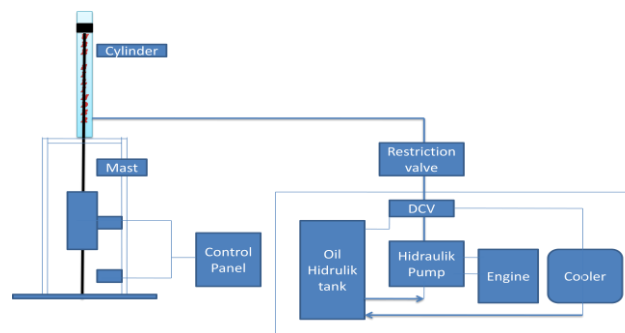 Cylinder
Restriction
valve
Mast
DCV
Control
Panel
Oil
Hidrulik
tank
Hidraulik
Pump
Engine
Cooler